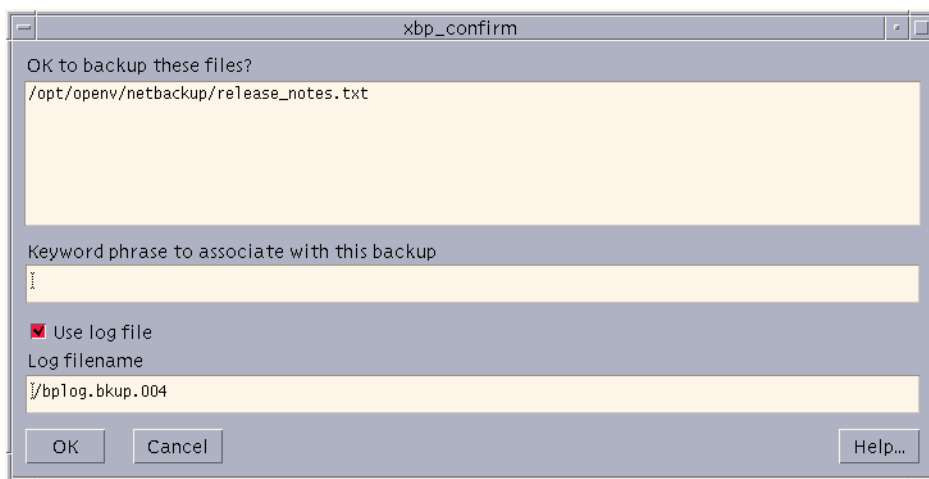 xbp_confirm
OK to backup these files?
/opt/openv/netbackup/release_notes.txt
Keyword phrase to associate with this backup
Use log file
Log filename
/bplog.bkup.004
OK Cancel Help...